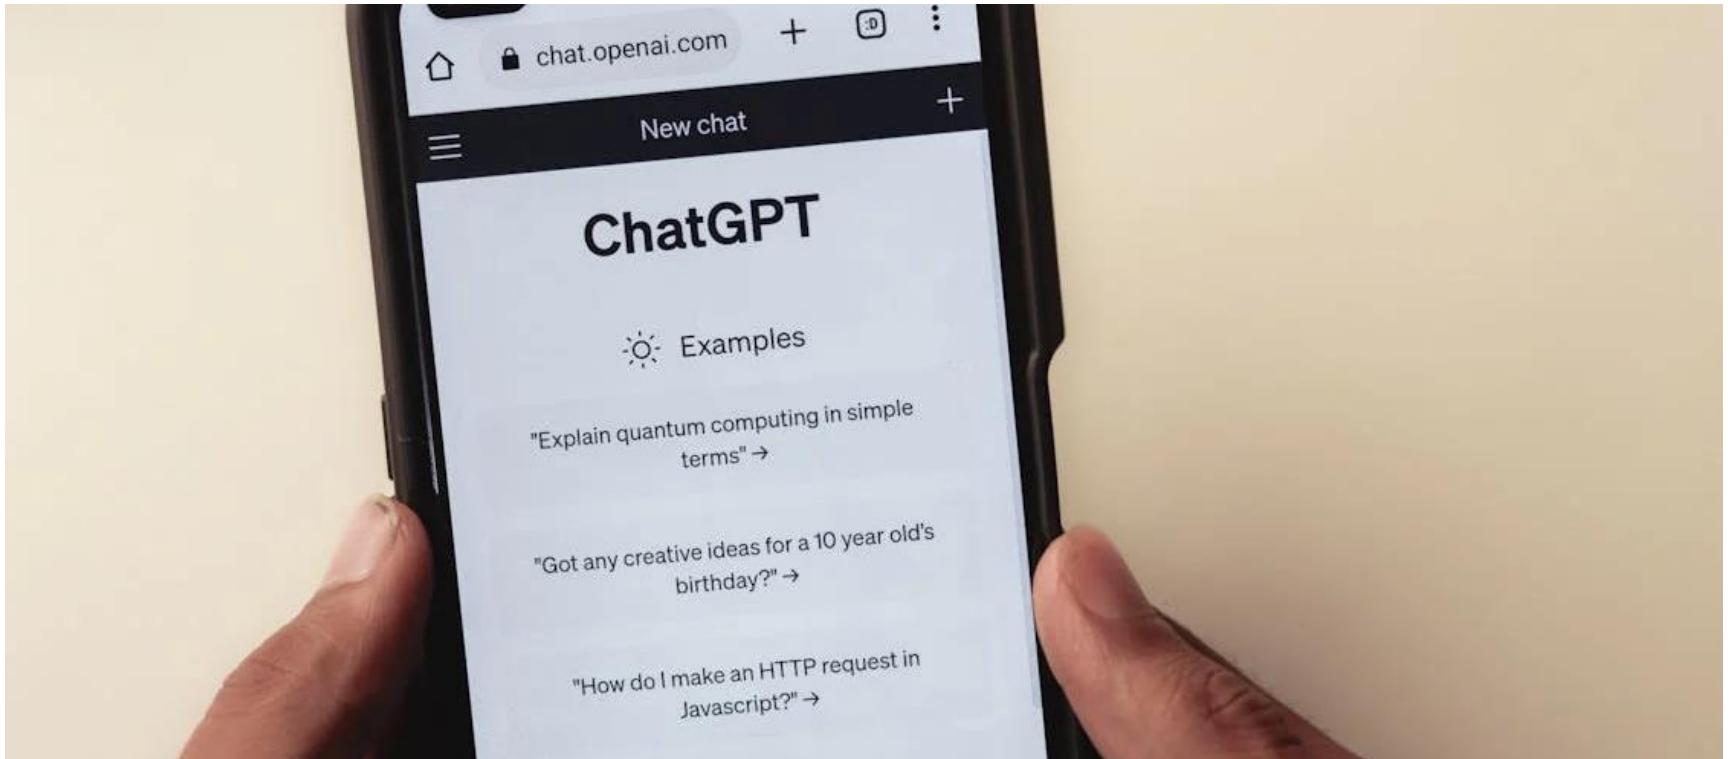 chat.openai.com
:D
New chat
ChatGPT
Examples
"Explain quantum computing in simple
terms" →
"Got any creative ideas for a 10 year old's
birthday?" →
"How do I make an HTTP request in
Javascript?" →